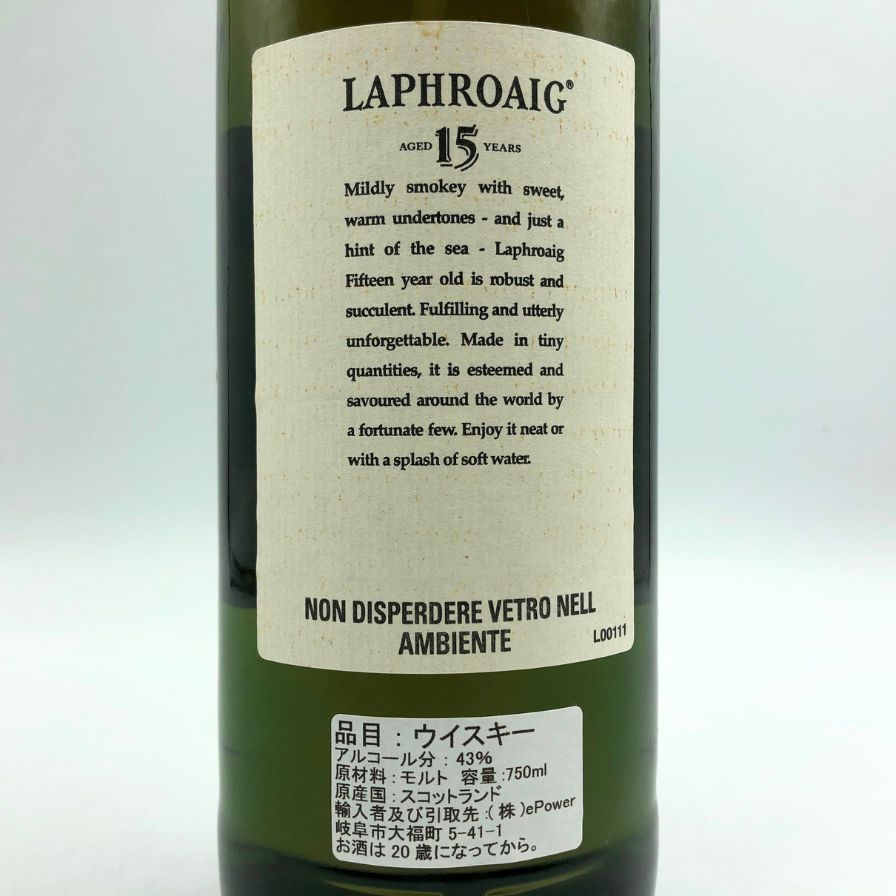 LAPHROAIG®
AGED 15 YEARS
Mildly smokey with sweet,
warm undertones - and just a
hint of the sea - Laphroaig
Fifteen year old is robust and
succulent. Fulfilling and utterly
unforgettable. Made in tiny
quantities, it is esteemed and
savoured around the world by
a fortunate few. Enjoy it neat or
with a splash of soft water.
NON DISPERDERE VETRO NELL
AMBIENTE
L00111
品目：ウイスキー
アルコール分：43%
原材料：モルト 容量：750ml
原産国：スコットランド
輸入者及び引取先：(株)ePower
岐阜市大福町 5-41-1
お酒は20歳になってから。